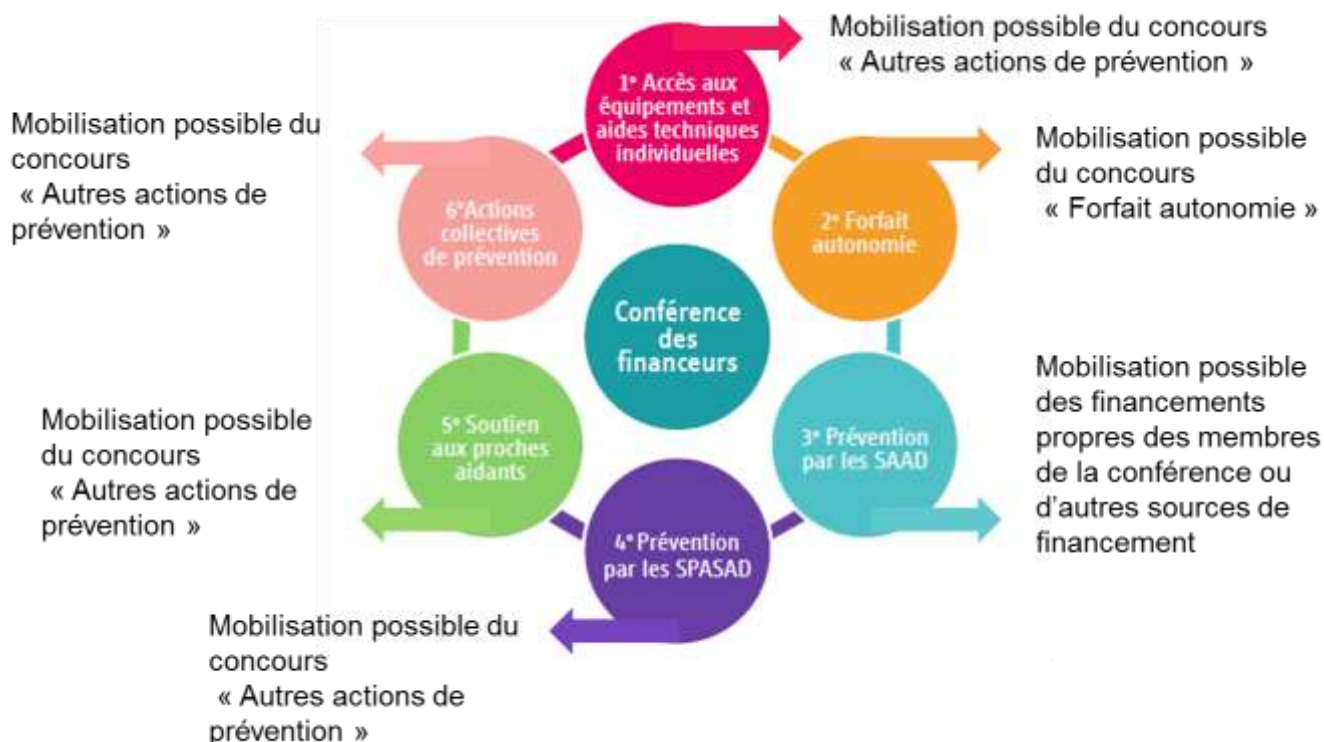 Mobilisation possible du concours
« Autres actions de prévention »
1° Accès aux
équipements et
aides techniques
individuelles
Mobilisation possible du
concours
« Autres actions de
prévention »
Mobilisation possible
du concours
« Forfait autonomie »
6°Actions
collectives
de prévention
2° Forfait
autonomie
Conférence
des
financeurs
Mobilisation possible
des financements
propres des membres
de la conférence ou
d'autres sources de
financement
Mobilisation possible
du concours
« Autres actions de
prévention »
5° Soutien
aux proches
aidants
3° Prévention
par les SAAD
4° Prévention
par les SPASAD
Mobilisation possible du
concours
« Autres actions de
prévention »